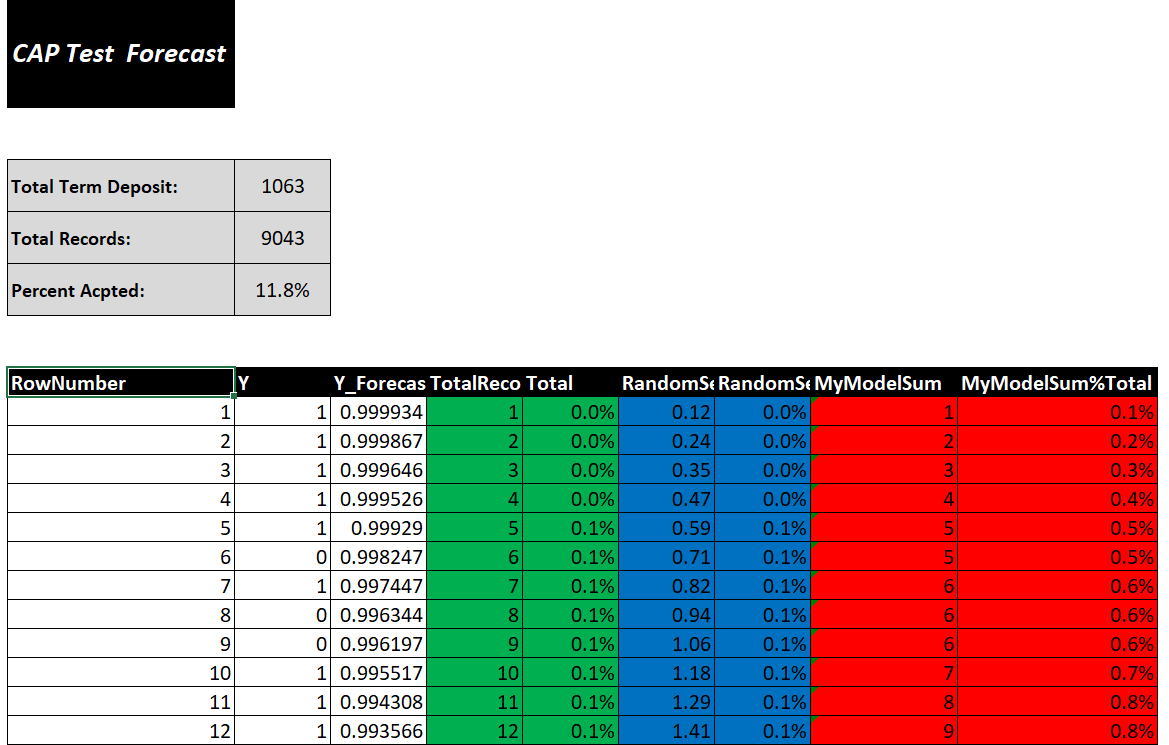 CAP Test  Forecast
Total Term Deposit: 1063
Total Records: 9043
Percent Acpted: 11.8%
RowNumber Y Y_Forecas TotalReco Total RandomSe RandomSe MyModelSum MyModelSum%Total
1 1 0.999934 1 0.0% 0.12 0.0% 1 0.1%
2 1 0.999867 2 0.0% 0.24 0.0% 2 0.2%
3 1 0.999646 3 0.0% 0.35 0.0% 3 0.3%
4 1 0.999526 4 0.0% 0.47 0.0% 4 0.4%
5 1 0.99929 5 0.1% 0.59 0.1% 5 0.5%
6 0 0.998247 6 0.1% 0.71 0.1% 5 0.5%
7 1 0.997447 7 0.1% 0.82 0.1% 6 0.6%
8 0 0.996344 8 0.1% 0.94 0.1% 6 0.6%
9 0 0.996197 9 0.1% 1.06 0.1% 6 0.6%
10 1 0.995517 10 0.1% 1.18 0.1% 7 0.7%
11 1 0.994308 11 0.1% 1.29 0.1% 8 0.8%
12 1 0.993566 12 0.1% 1.41 0.1% 9 0.8%